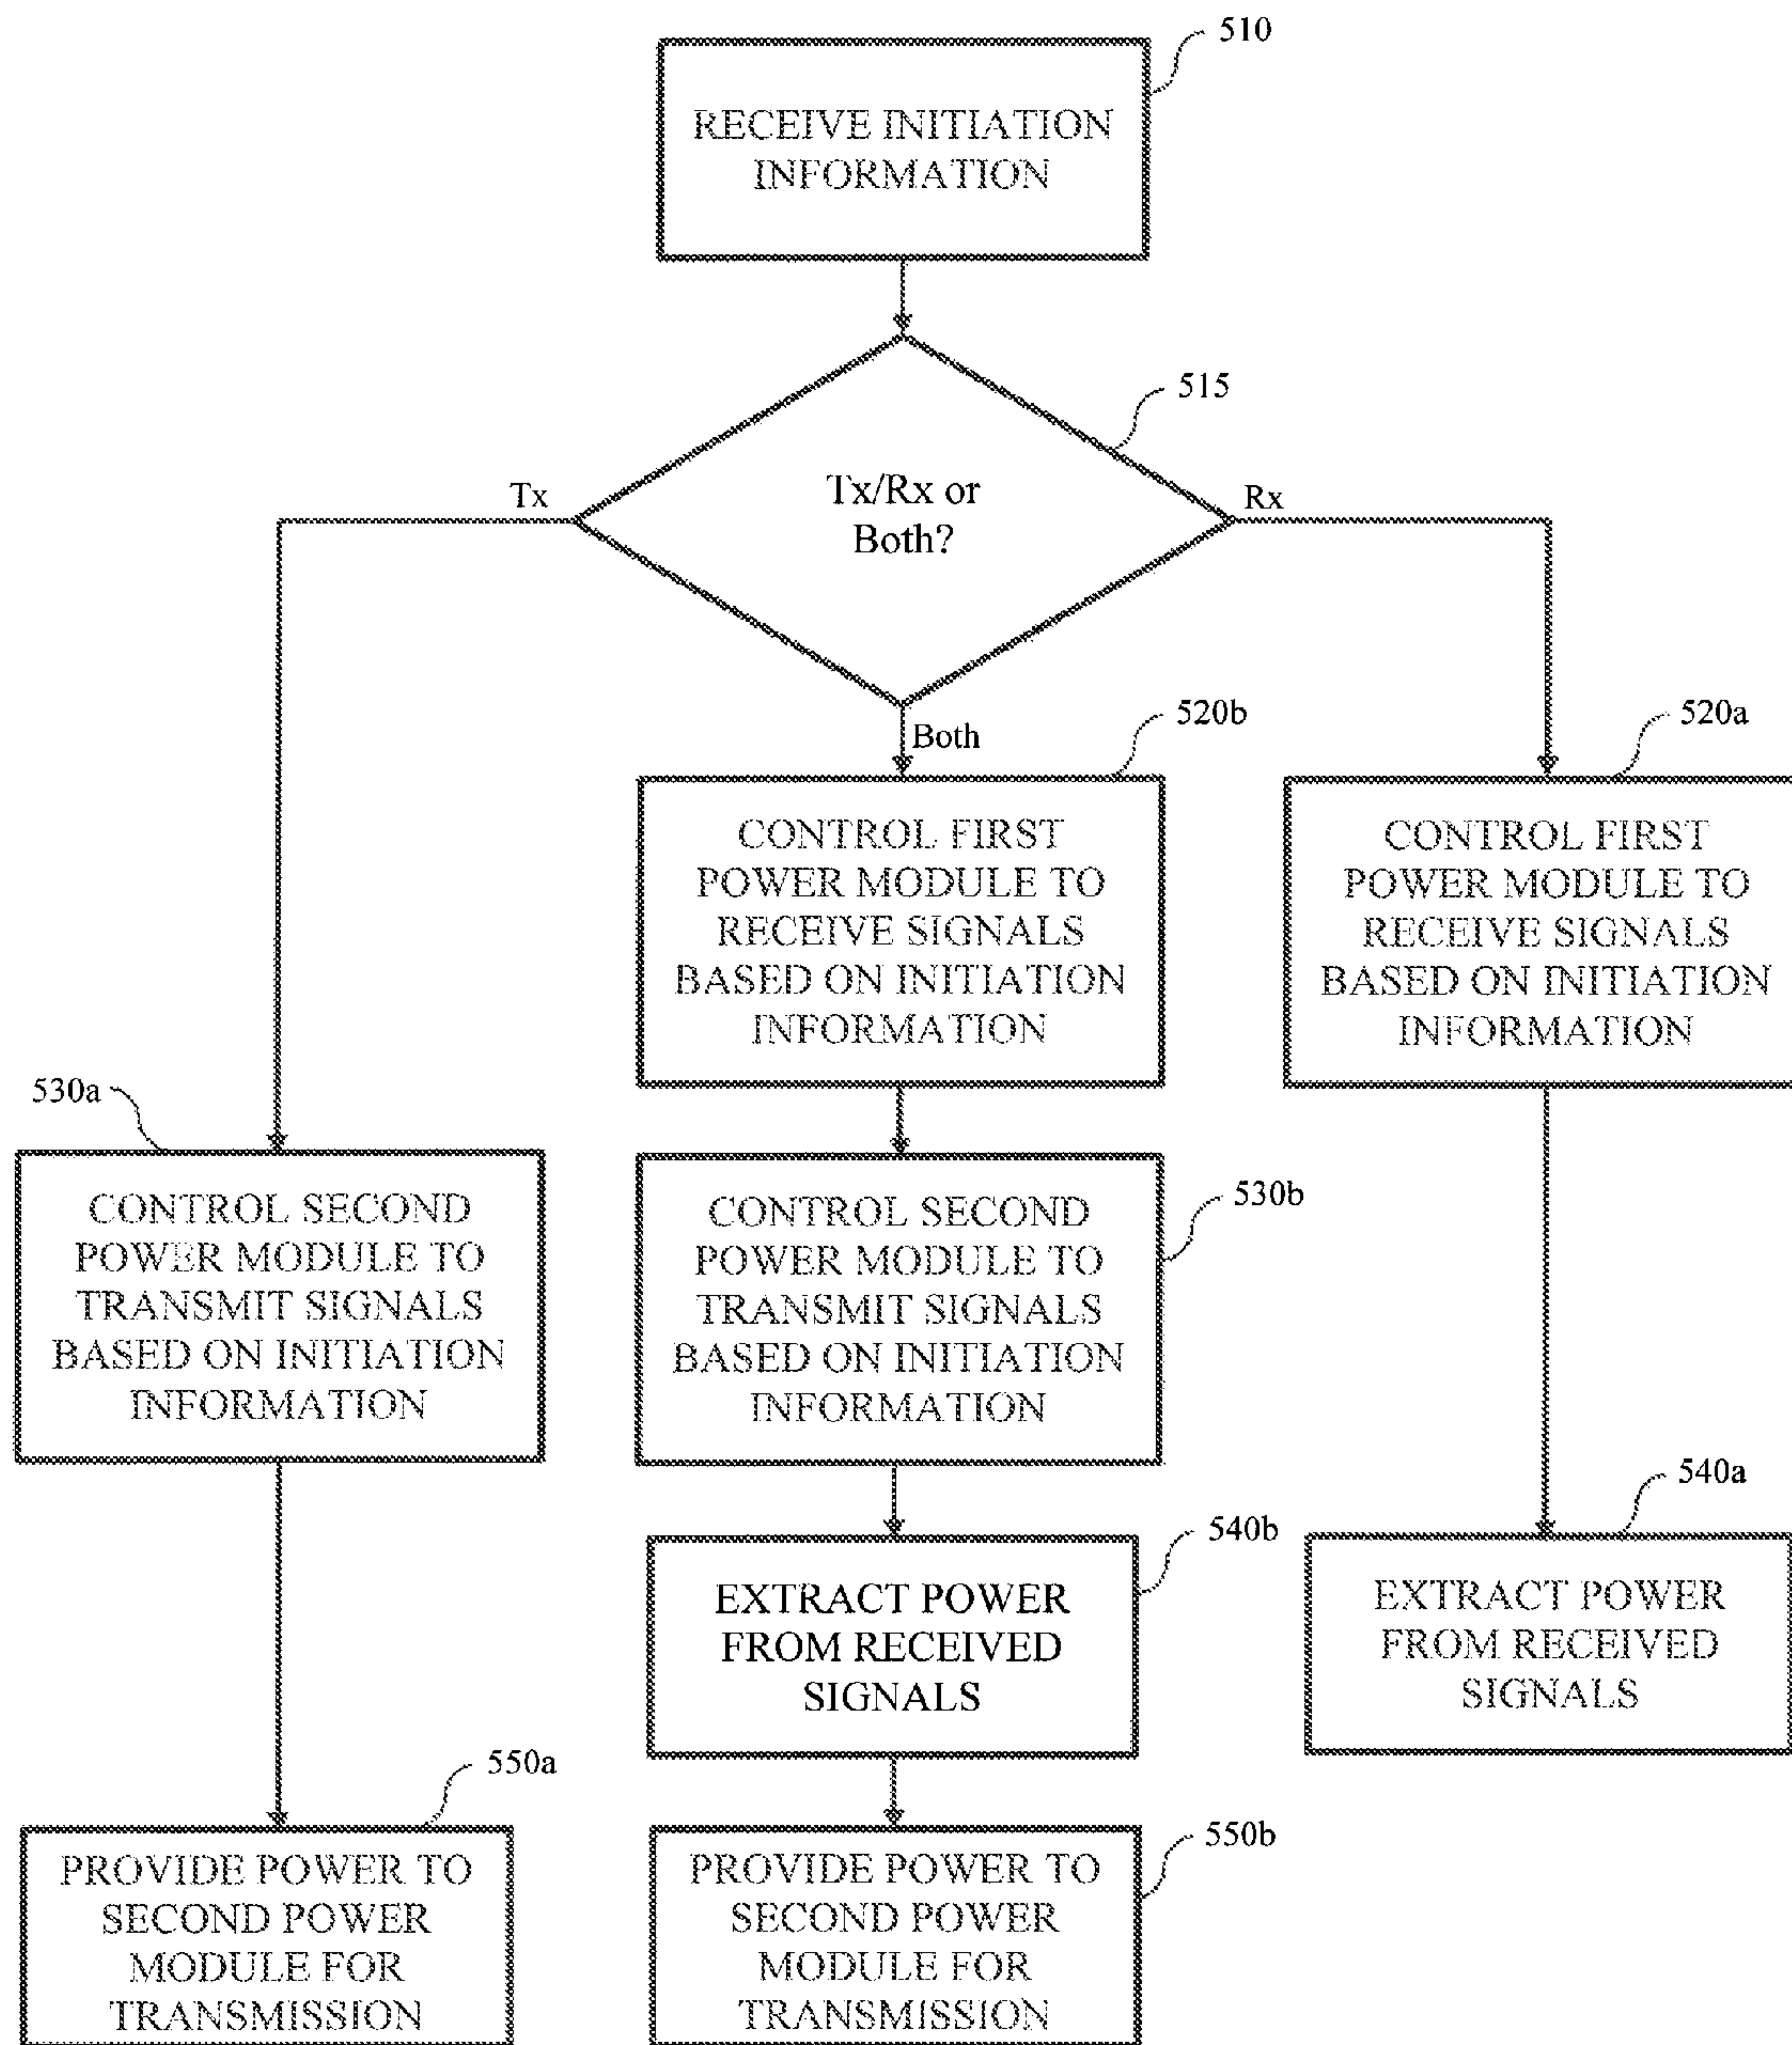 510
RECEIVE INITIATION
INFORMATION
515
Tx/Rx or
Both?
Tx
Rx
Both
520b
520a
CONTROL FIRST
POWER MODULE TO
RECEIVE SIGNALS
BASED ON INITIATION
INFORMATION
CONTROL FIRST
POWER MODULE TO
RECEIVE SIGNALS
BASED ON INITIATION
INFORMATION
530a
CONTROL SECOND
POWER MODULE TO
TRANSMIT SIGNALS
BASED ON INITIATION
INFORMATION
530b
CONTROL SECOND
POWER MODULE TO
TRANSMIT SIGNALS
BASED ON INITIATION
INFORMATION
540b
EXTRACT POWER
FROM RECEIVED
SIGNALS
540a
EXTRACT POWER
FROM RECEIVED
SIGNALS
550a
PROVIDE POWER TO
SECOND POWER
MODULE FOR
TRANSMISSION
550b
PROVIDE POWER TO
SECOND POWER
MODULE FOR
TRANSMISSION